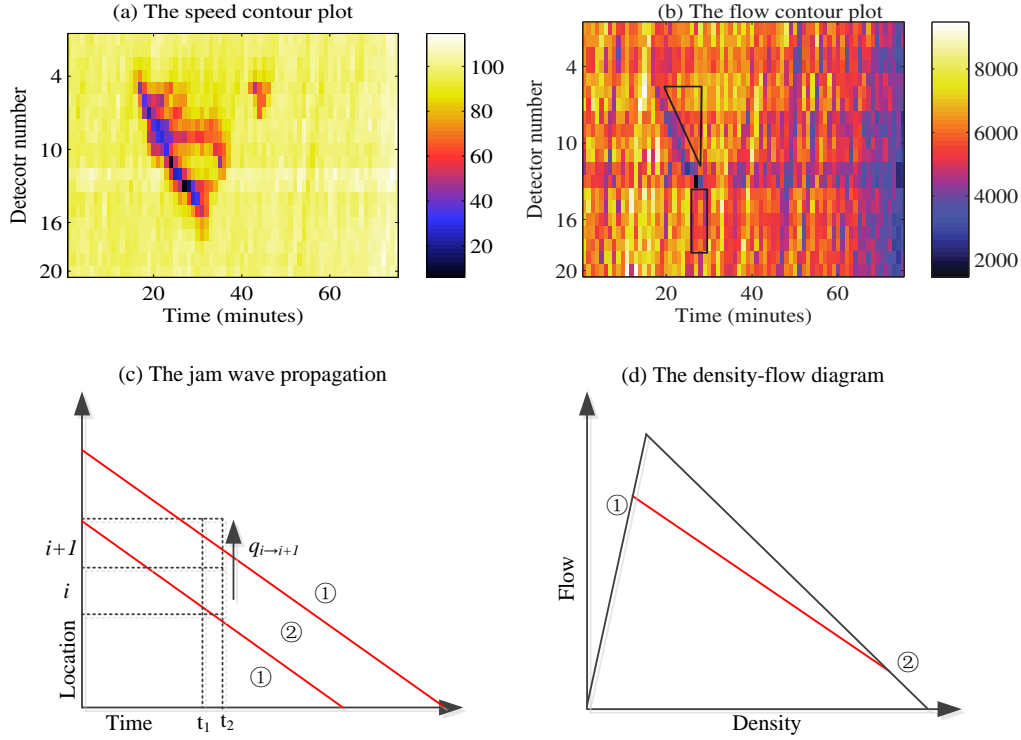 (a) The speed contour plot
(b) The flow contour plot
Detecotr number
4
10
16
20
20
40
60
Time (minutes)
100
80
60
40
20
Detector number
4
10
16
20
20
40
60
Time (minutes)
8000
6000
4000
2000
(c) The jam wave propagation
(d) The density-flow diagram
Location
i+1
i
q i→i+1
①
②
①
Time
t1
t2
Flow
①
②
Density